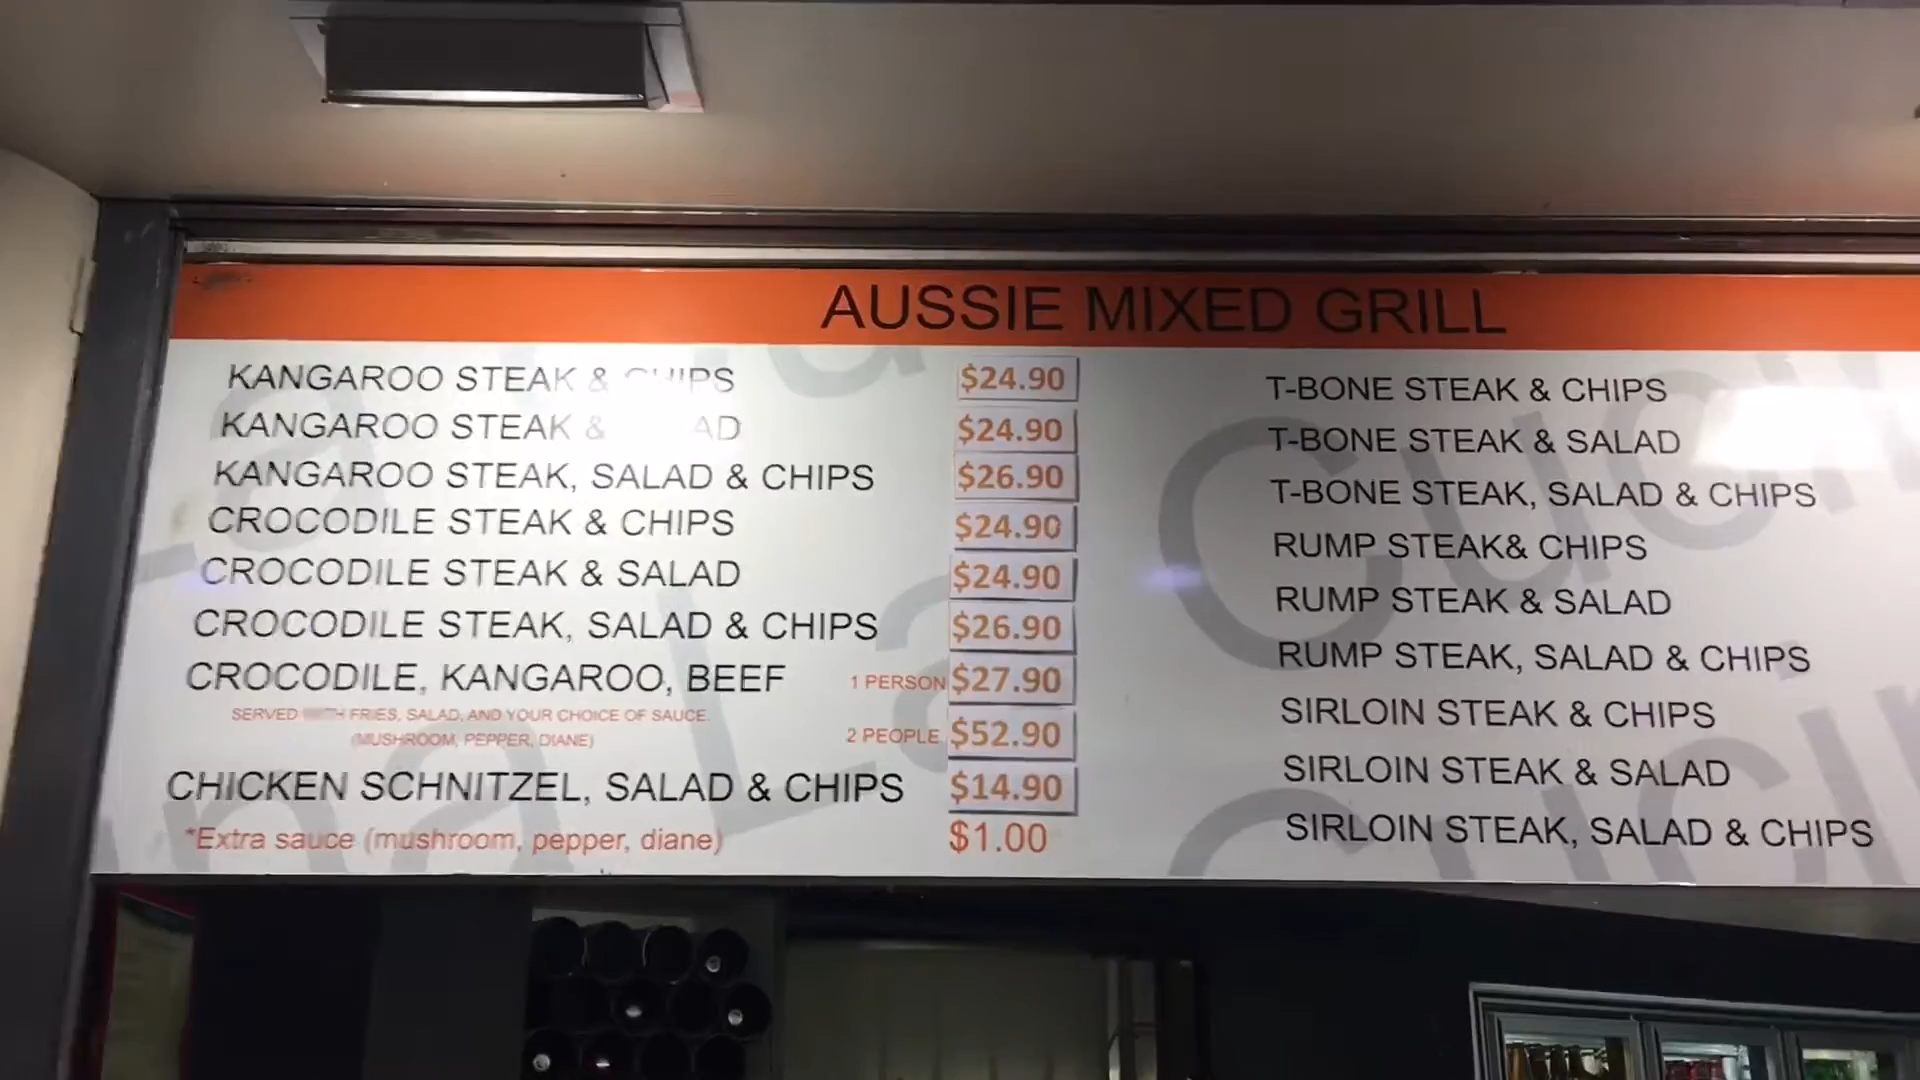 AUSSIE MIXED GRILL
KANGAROO STEAK & CHIPS $24.90
KANGAROO STEAK & $24.90
KANGAROO STEAK, SALAD & CHIPS $26.90
CROCODILE STEAK & CHIPS $24.90
CROCODILE STEAK & SALAD $24.90
CROCODILE STEAK, SALAD & CHIPS $26.90
CROCODILE, KANGAROO, BEEF 1 PERSON $27.90
SERVED WITH FRIES, SALAD, AND YOUR CHOICE OF SAUCE.
(MUSHROOM, PEPPER, DIANE) 2 PEOPLE $52.90
CHICKEN SCHNITZEL, SALAD & CHIPS $14.90
*Extra sauce (mushroom, pepper, diane) $1.00
T-BONE STEAK & CHIPS
T-BONE STEAK & SALAD
T-BONE STEAK, SALAD & CHIPS
RUMP STEAK& CHIPS
RUMP STEAK & SALAD
RUMP STEAK, SALAD & CHIPS
SIRLOIN STEAK & CHIPS
SIRLOIN STEAK & SALAD
SIRLOIN STEAK, SALAD & CHIPS